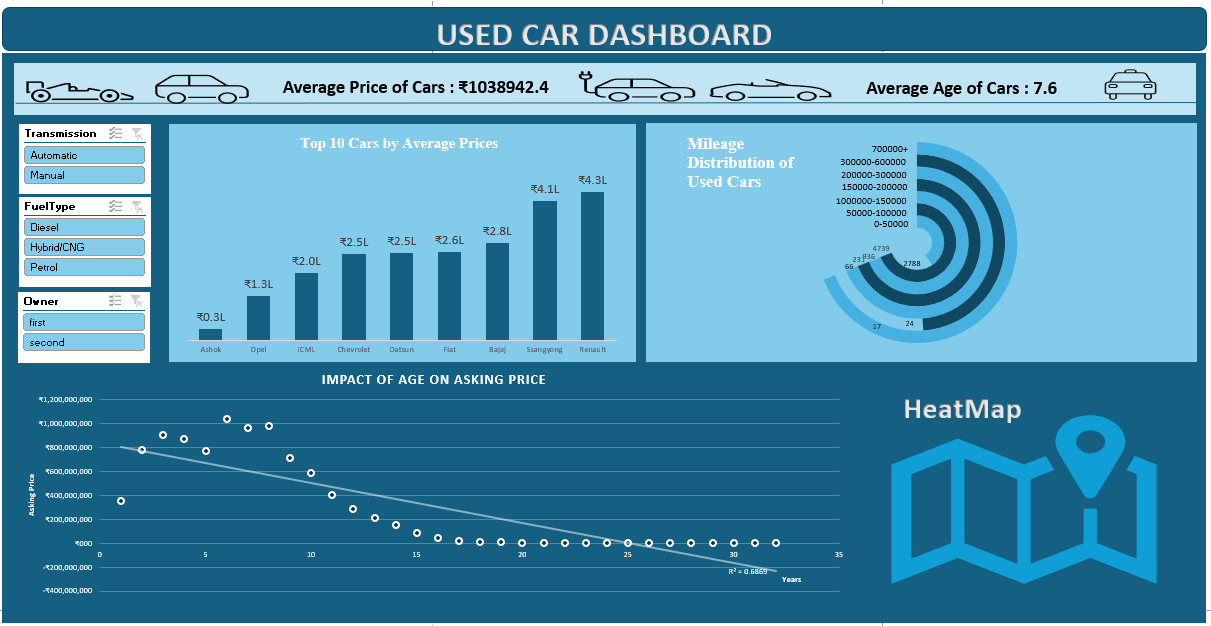 USED CAR DASHBOARD
Average Price of Cars : ₹1038942.4
Average Age of Cars : 7.6
Transmission
Automatic
Manual
FuelType
Diesel
Hybrid/CNG
Petrol
Owner
first
second
Top 10 Cars by Average Prices
₹0.3L
₹1.3L
₹2.0L
₹2.5L
₹2.5L
₹2.6L
₹2.8L
₹4.1L
₹4.3L
Ashok
Opel
ICML
Chevrolet
Datsun
Fiat
Bajaj
Ssangyong
Renault
Mileage
Distribution of
Used Cars
700000+
300000-600000
200000-300000
150000-200000
1000000-150000
50000-100000
0-50000
4739
936
231
66
2788
24
17
IMPACT OF AGE ON ASKING PRICE
Asking Price
₹1,200,000,000
₹1,000,000,000
₹800,000,000
₹600,000,000
₹400,000,000
₹200,000,000
₹000
-₹200,000,000
-₹400,000,000
0
5
10
15
20
25
30
35
R² = 0.6869
Years
HeatMap